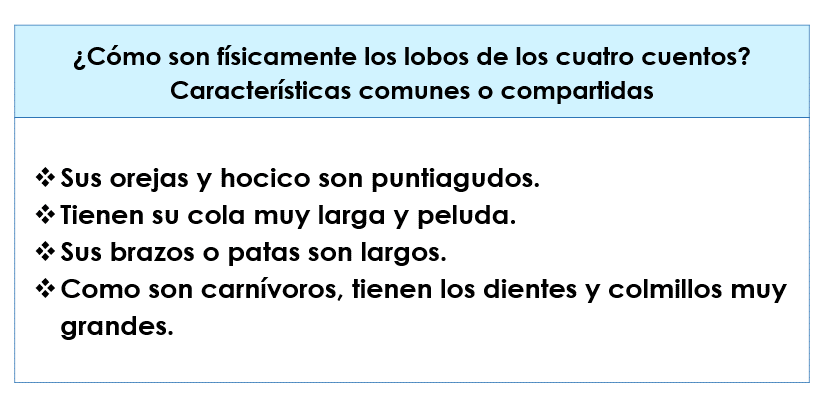 ¿Cómo son físicamente los lobos de los cuatro cuentos?
Características comunes o compartidas
❖ Sus orejas y hocico son puntiagudos.
❖ Tienen su cola muy larga y peluda.
❖ Sus brazos o patas son largos.
❖ Como son carnívoros, tienen los dientes y colmillos muy
grandes.